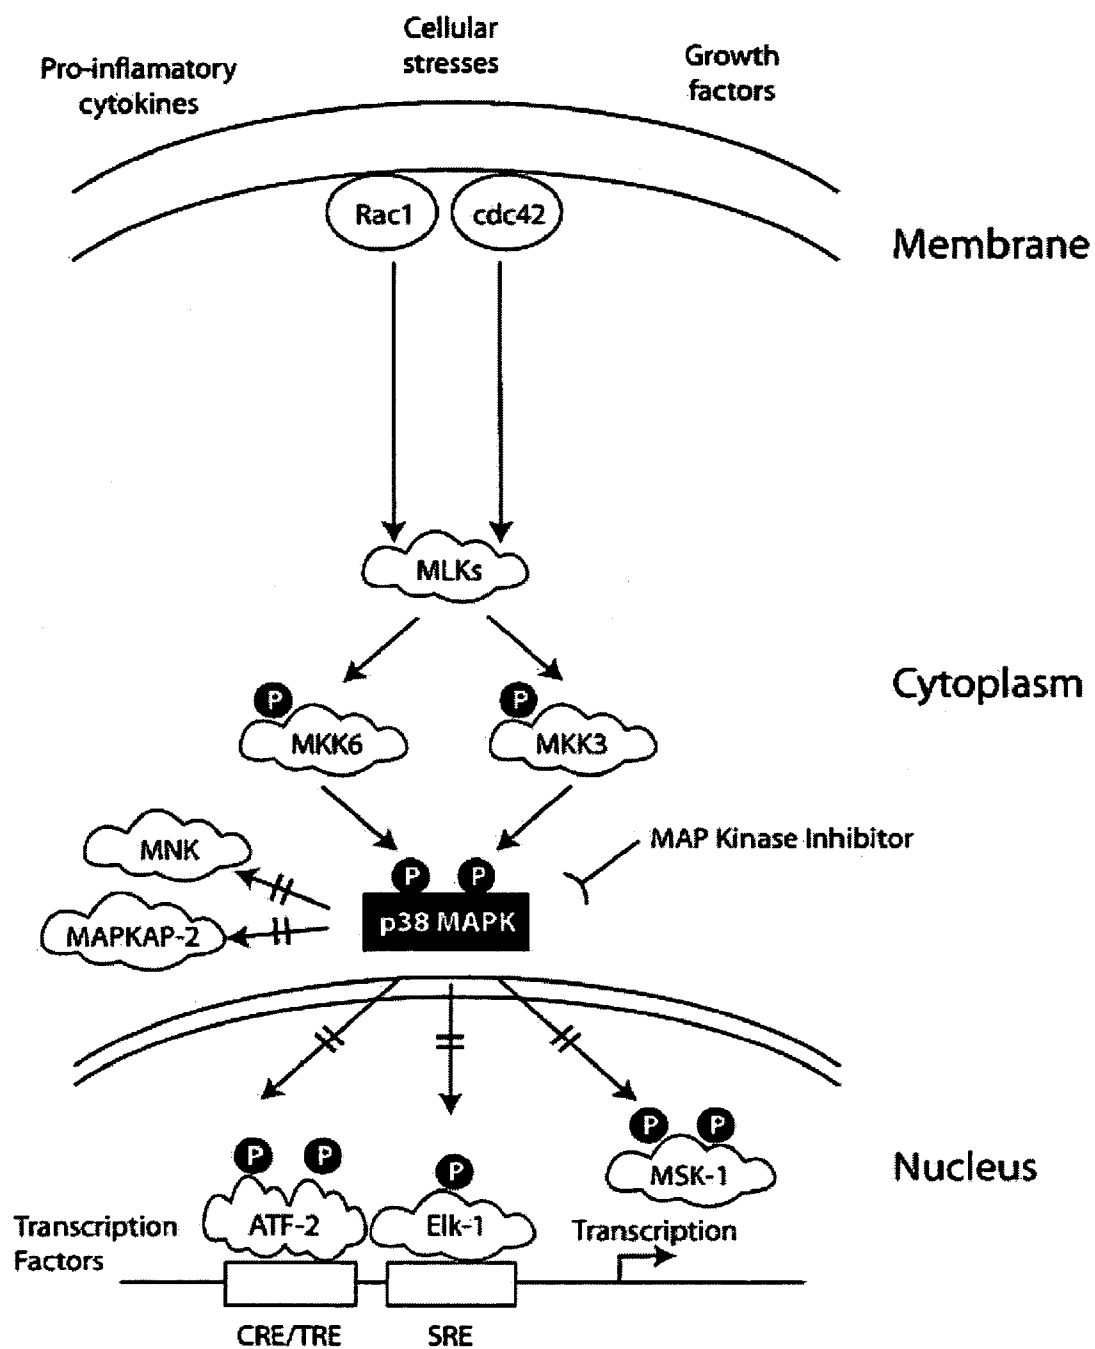 Cellular
stresses
Growth
factors
Pro-inflamatory
cytokines
Rac1
cdc42
Membrane
MLKs
Cytoplasm
P
P
MKK6
MKK3
MNK
MAP Kinase Inhibitor
P
P
MAPKAP-2
p38 MAPK
P
P
P
P
P
MSK-1
Nucleus
ATF-2
Elk-1
Transcription
Factors
Transcription
CRE/TRE
SRE